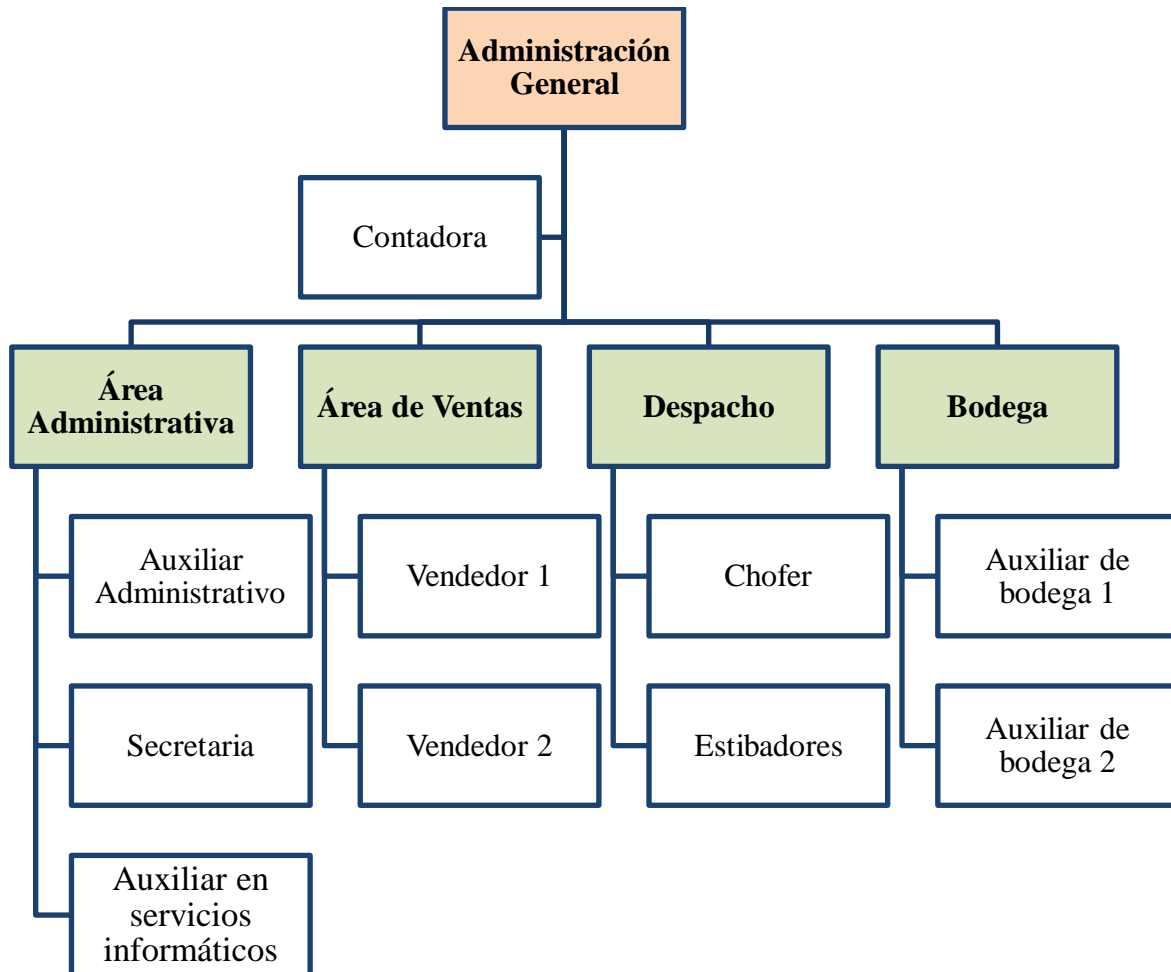 Administración
General
Contadora
Área
Administrativa
Área de Ventas
Despacho
Bodega
Auxiliar
Administrativo
Vendedor 1
Chofer
Auxiliar de
bodega 1
Secretaria
Vendedor 2
Estibadores
Auxiliar de
bodega 2
Auxiliar en
servicios
informáticos